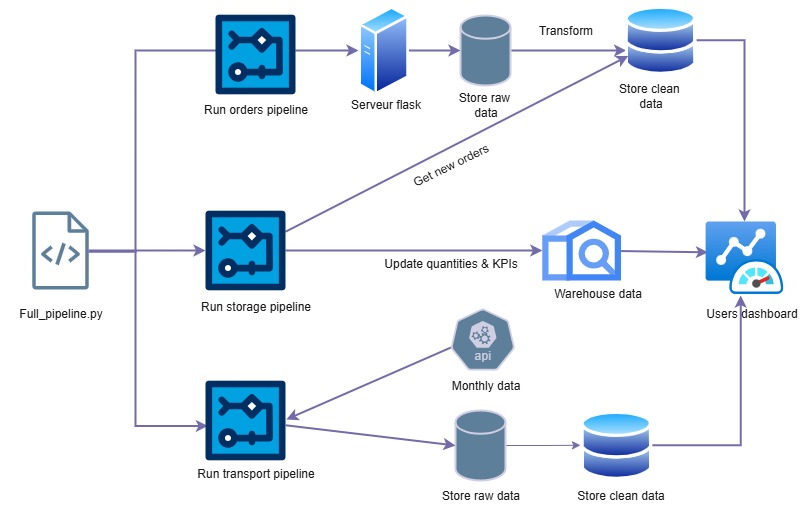 Transform
Run orders pipeline
Serveur flask
Store raw
data
Store clean
data
Get new orders
</>
Full_pipeline.py
Run storage pipeline
Update quantities & KPIs
Warehouse data
Users dashboard
api
Monthly data
Run transport pipeline
Store raw data
Store clean data